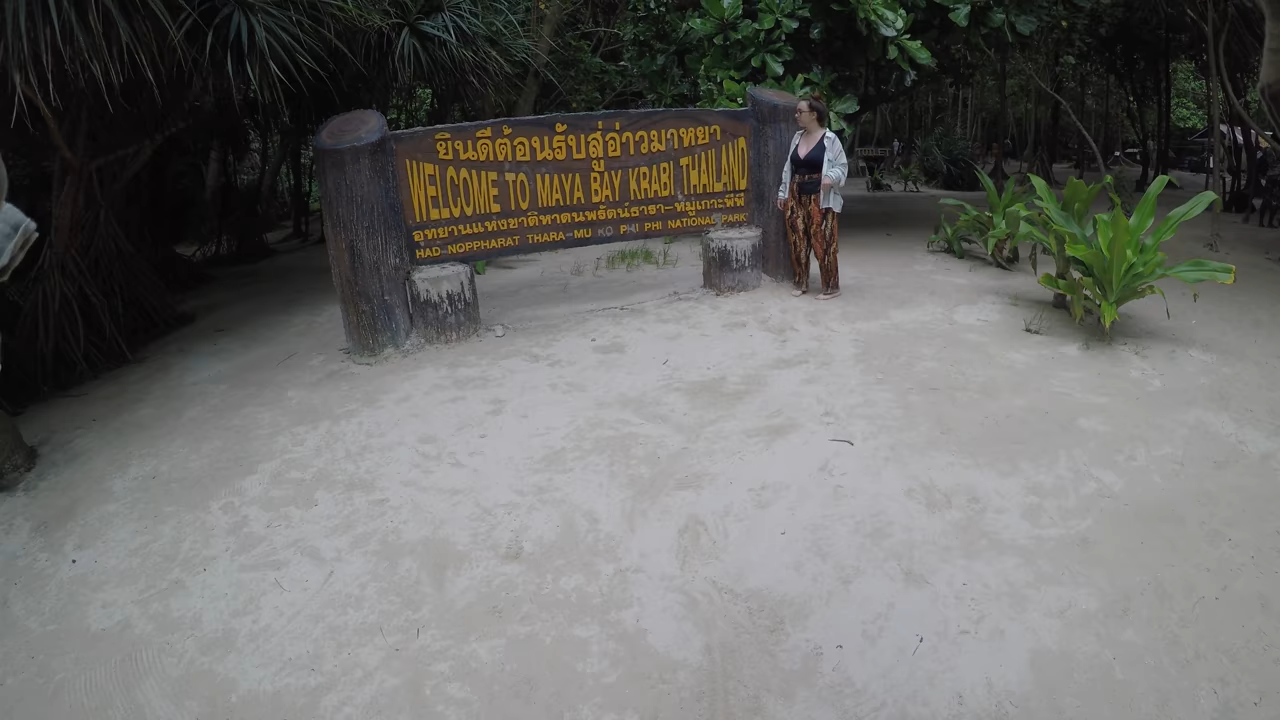 ยินดีต้อนรับสู่อ่าวมาหยา
WELCOME TO MAYA BAY KRABI THAILAND
อุทยานแห่งชาติหาดนพรัตน์ธารา-หมู่เกาะพีพี
HAD-NOPPHARAT THARA-MU KO PHI PHI NATIONAL PARK